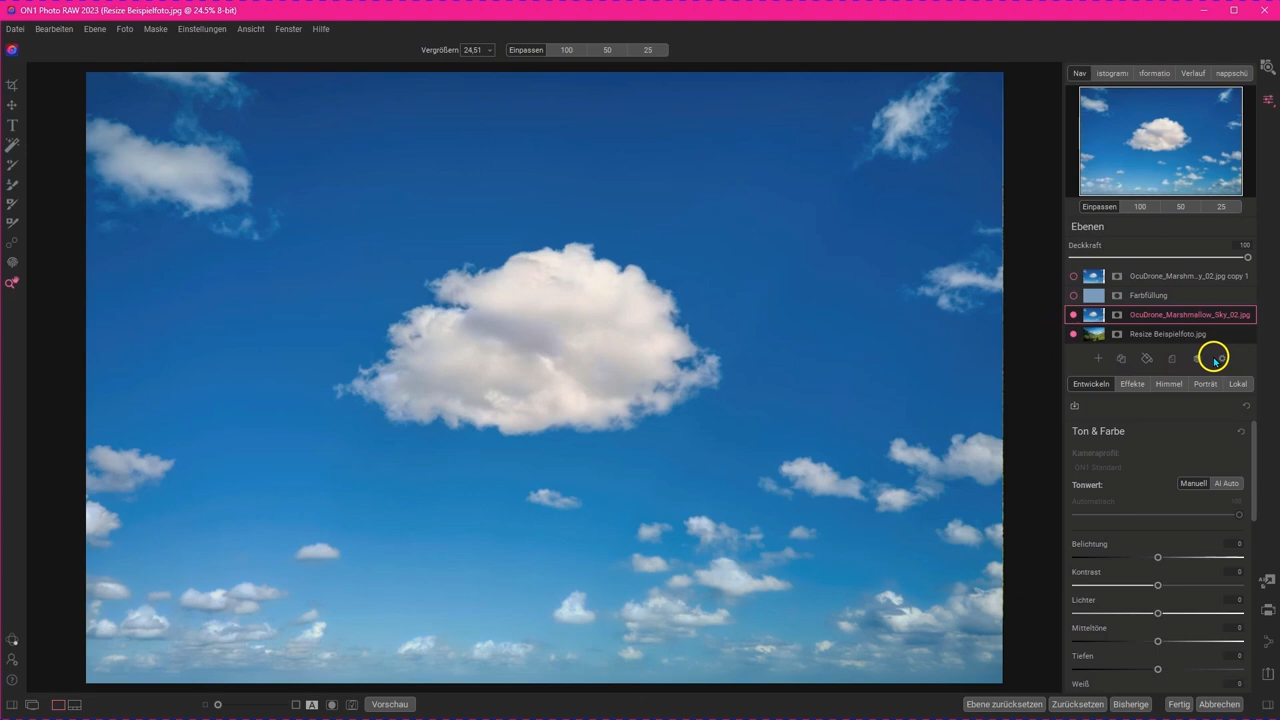 ON1 Photo RAW 2023 (Resize Beispielfoto.jpg @ 24.5% 8-bit)
Datei Bearbeiten Ebene Foto Maske Einstellungen Ansicht Fenster Hilfe
Vergrößern 24,51 Einpassen 100 50 25
Nav istogramı ıformatioı Verlauf nappschü
Einpassen 100 50 25
Ebenen
Deckkraft 100
OcuDrone_Marshm...y_02.jpg copy 1
Farbfüllung
OcuDrone_Marshmallow_Sky_02.jpg
Resize Beispielfoto.jpg
Entwickeln Effekte Himmel Porträt Lokal
Ton & Farbe
Kameraprofil:
ON1 Standard
Tonwert: Manuell AI Auto
Automatisch 100
Belichtung 0
Kontrast 0
Lichter 0
Mitteltöne 0
Tiefen 0
Weiß 0
A Vorschau Ebene zurücksetzen Zurücksetzen Bisherige Fertig Abbrechen